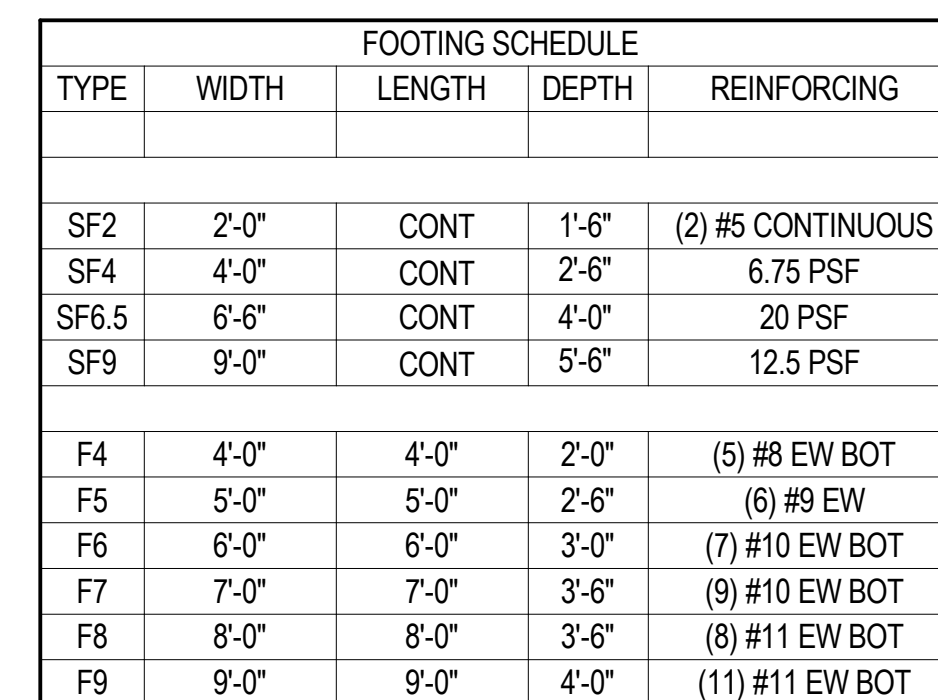 FOOTING SCHEDULE
TYPE WIDTH LENGTH DEPTH REINFORCING
SF2 2'-0" CONT 1'-6" (2) #5 CONTINUOUS
SF4 4'-0" CONT 2'-6" 6.75 PSF
SF6.5 6'-6" CONT 4'-0" 20 PSF
SF9 9'-0" CONT 5'-6" 12.5 PSF
F4 4'-0" 4'-0" 2'-0" (5) #8 EW BOT
F5 5'-0" 5'-0" 2'-6" (6) #9 EW
F6 6'-0" 6'-0" 3'-0" (7) #10 EW BOT
F7 7'-0" 7'-0" 3'-6" (9) #10 EW BOT
F8 8'-0" 8'-0" 3'-6" (8) #11 EW BOT
F9 9'-0" 9'-0" 4'-0" (11) #11 EW BOT